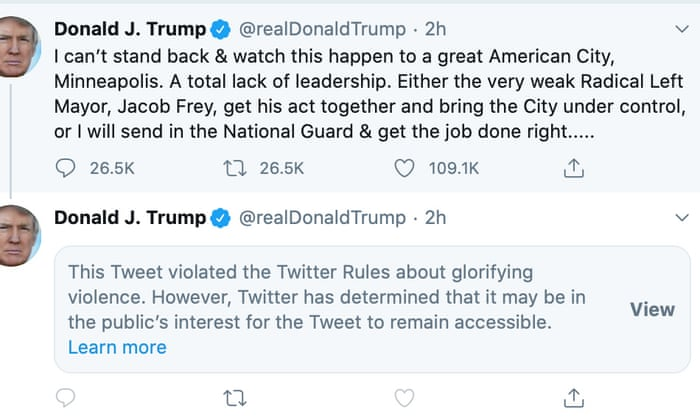 Donald J. Trump @realDonaldTrump · 2h
I can't stand back & watch this happen to a great American City,
Minneapolis. A total lack of leadership. Either the very weak Radical Left
Mayor, Jacob Frey, get his act together and bring the City under control,
or I will send in the National Guard & get the job done right.....
26.5K 26.5K 109.1K
Donald J. Trump @realDonaldTrump · 2h
This Tweet violated the Twitter Rules about glorifying
violence. However, Twitter has determined that it may be in
the public's interest for the Tweet to remain accessible.
Learn more
View